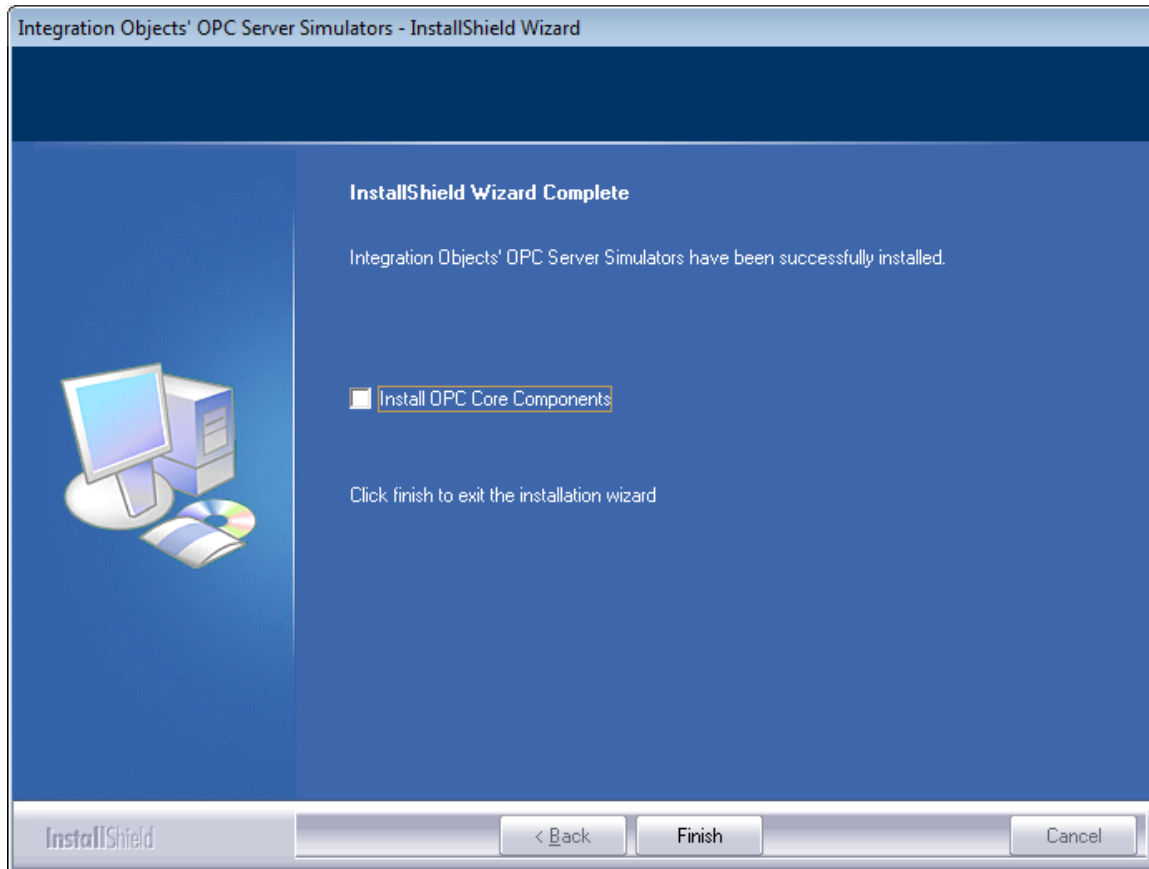 Integration Objects' OPC Server Simulators - InstallShield Wizard
InstallShield Wizard Complete
Integration Objects' OPC Server Simulators have been successfully installed.
Install OPC Core Components
Click finish to exit the installation wizard
InstallShield
< Back
Finish
Cancel